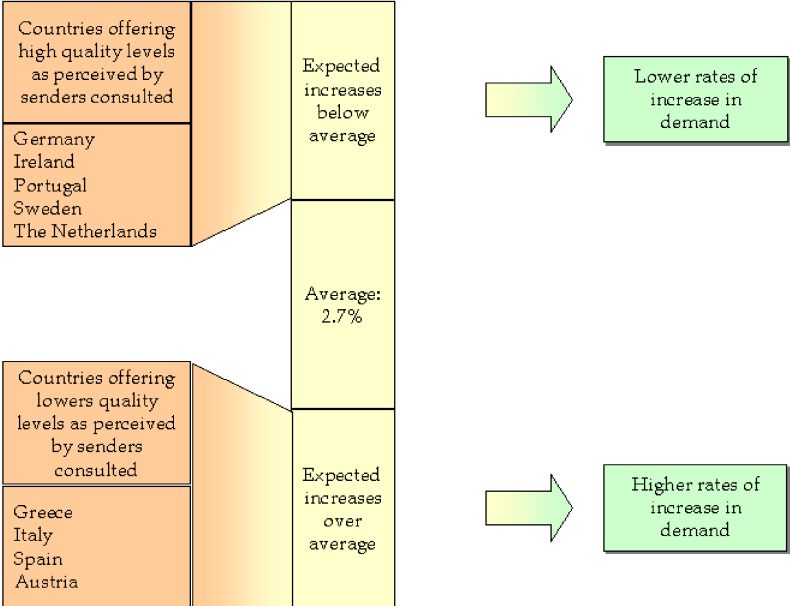 Countries offering
high quality levels
as perceived by
senders consulted
Germany
Ireland
Portugal
Sweden
The Netherlands
Expected
increases
below
average
Lower rates of
increase in
demand
Average:
2.7%
Countries offering
lowers quality
levels as perceived
by senders
consulted
Greece
Italy
Spain
Austria
Expected
increases
over
average
Higher rates of
increase in
demand